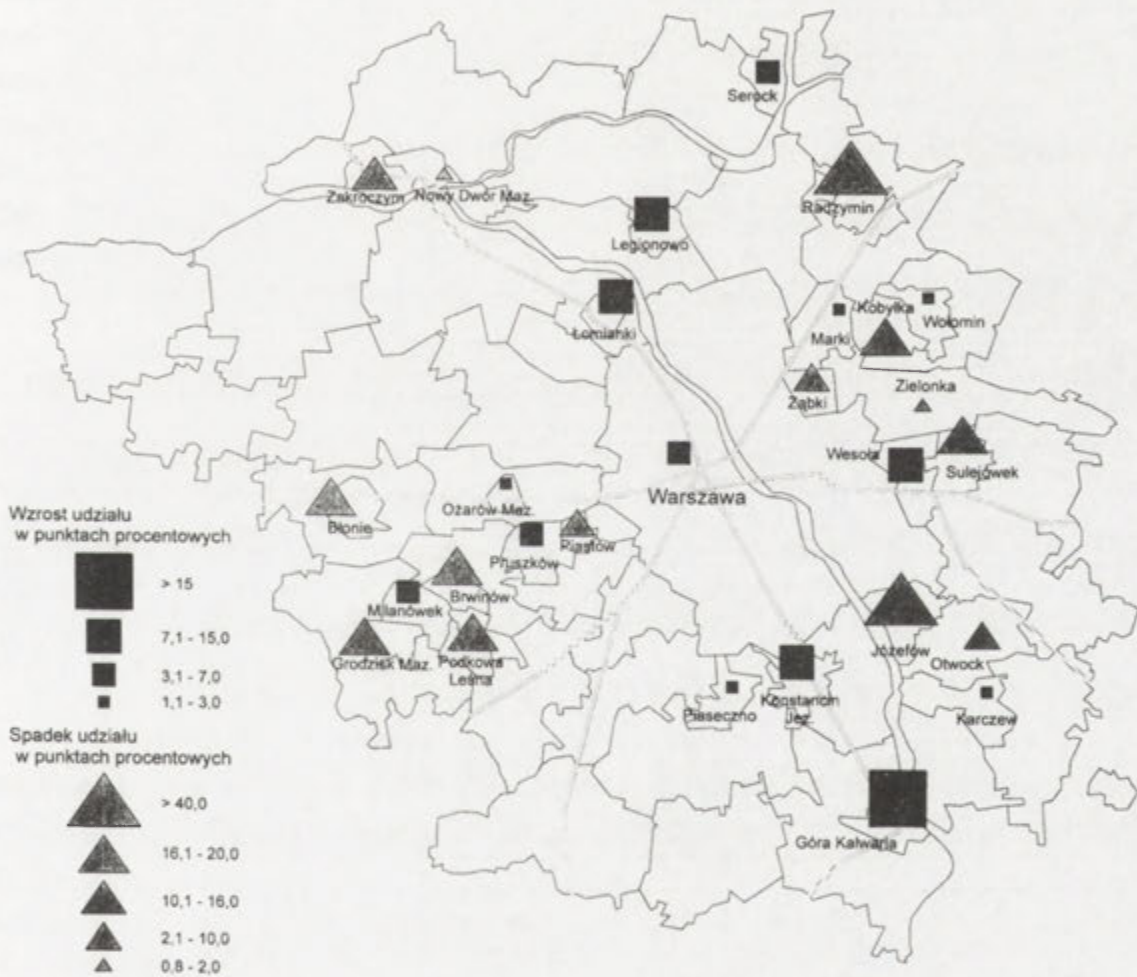 Serock
Zakroczym
Nowy Dwór Maz.
Radzymin
Legionowo
Łomianki
Kobyłka
Wołomin
Marki
Zielonka
Ząbki
Wesoła
Sulejówek
Warszawa
Ożarów Maz.
Błonie
Piastów
Pruszków
Brwinów
Milanówek
Grodzisk Maz.
Podkowa
Leśna
Józefów
Otwock
Piaseczno
Konstancin
Jez.
Karczew
Góra Kalwaria
Wzrost udziału
w punktach procentowych
> 15
7,1 - 15,0
3,1 - 7,0
1,1 - 3,0
Spadek udziału
w punktach procentowych
> 40,0
16,1 - 20,0
10,1 - 16,0
2,1 - 10,0
0,8 - 2,0